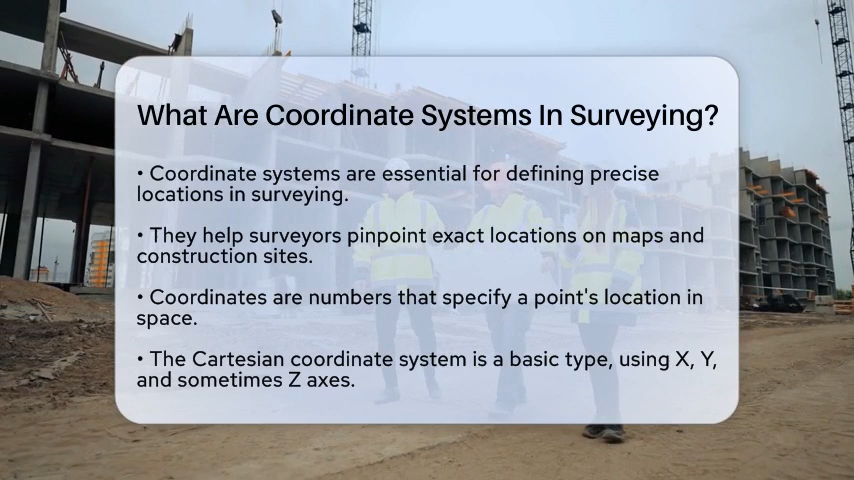 What Are Coordinate Systems In Surveying?
• Coordinate systems are essential for defining precise
locations in surveying.
• They help surveyors pinpoint exact locations on maps and
construction sites.
• Coordinates are numbers that specify a point's location in
space.
• The Cartesian coordinate system is a basic type, using X, Y,
and sometimes Z axes.